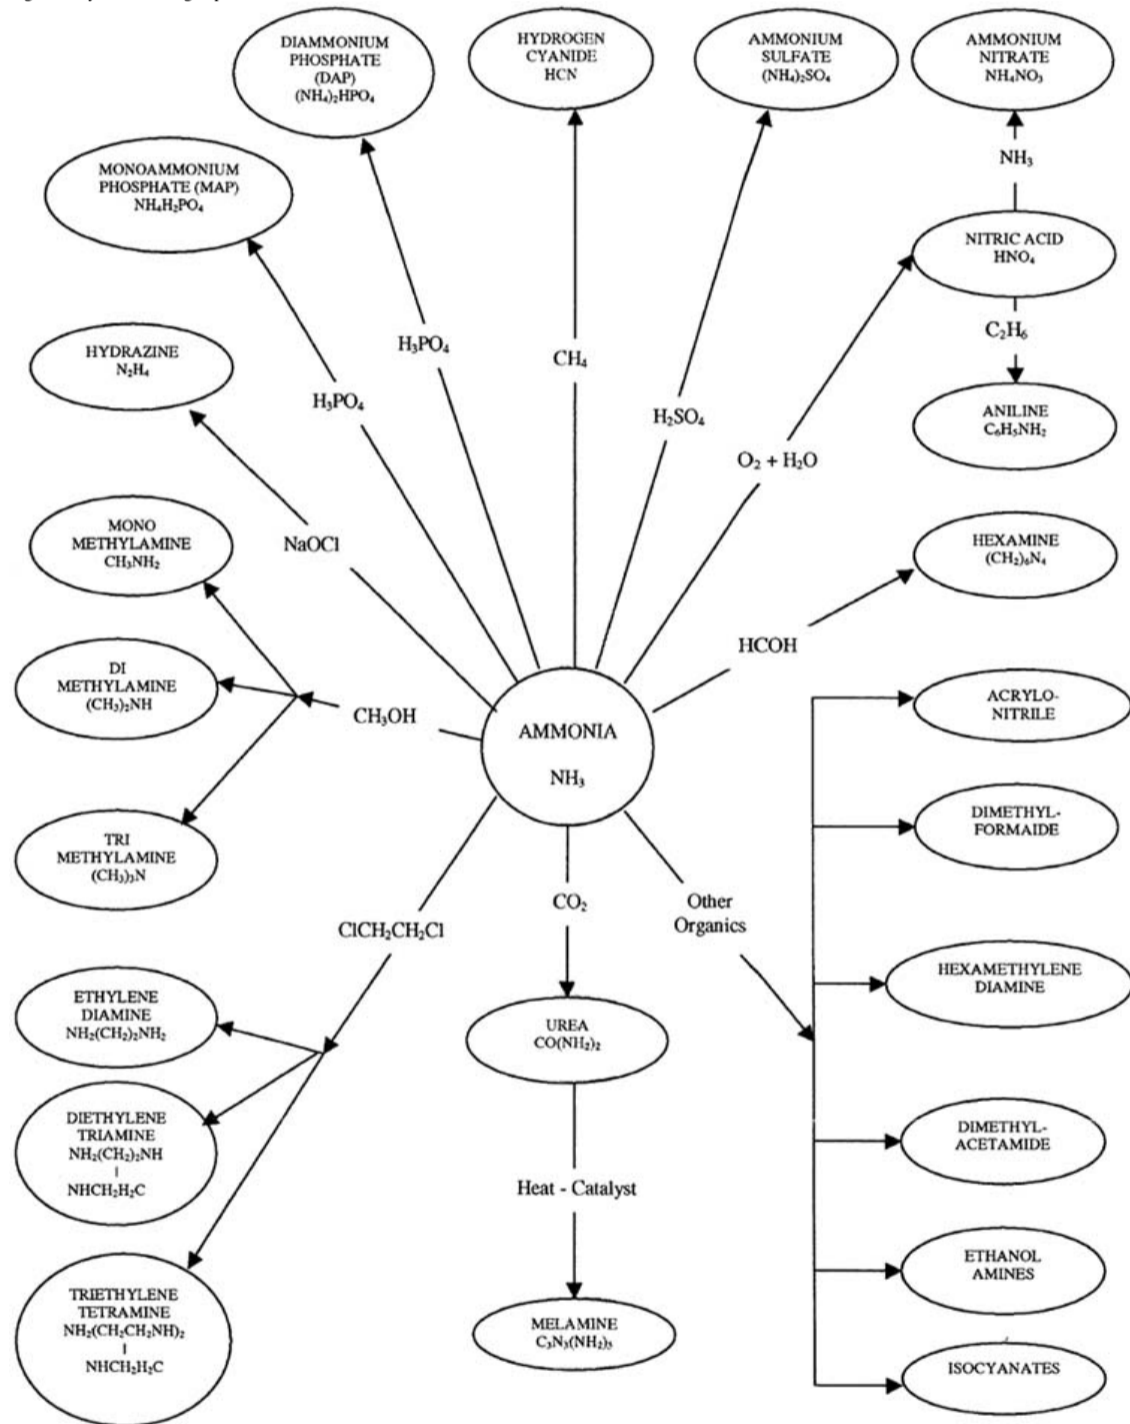 DIAMMONIUM
PHOSPHATE
(DAP)
(NH₄)₂HPO₄
HYDROGEN
CYANIDE
HCN
AMMONIUM
SULFATE
(NH₄)₂SO₄
AMMONIUM
NITRATE
NH₄NO₃
MONOAMMONIUM
PHOSPHATE (MAP)
NH₄H₂PO₄
NH₃
NITRIC ACID
HNO₄
C₂H₆
HYDRAZINE
N₂H₄
H₃PO₄
H₃PO₄
CH₄
H₂SO₄
O₂ + H₂O
ANILINE
C₆H₅NH₂
MONO
METHYLAMINE
CH₃NH₂
NaOCl
HEXAMINE
(CH₂)₆N₄
HCOH
DI
METHYLAMINE
(CH₃)₂NH
CH₃OH
AMMONIA
NH₃
ACRYLO-
NITRILE
TRI
METHYLAMINE
(CH₃)₃N
DIMETHYL-
FORMAIDE
ClCH₂CH₂Cl
CO₂
Other
Organics
ETHYLENE
DIAMINE
NH₂(CH₂)₂NH₂
UREA
CO(NH₂)₂
HEXAMETHYLENE
DIAMINE
DIETHYLENE
TRIAMINE
NH₂(CH₂)₂NH
NHCH₂H₂C
DIMETHYL-
ACETAMIDE
Heat - Catalyst
TRIETHYLENE
TETRAMINE
NH₂(CH₂CH₂NH)₂
NHCH₂H₂C
ETHANOL
AMINES
MELAMINE
C₃N₃(NH₂)₃
ISOCYANATES